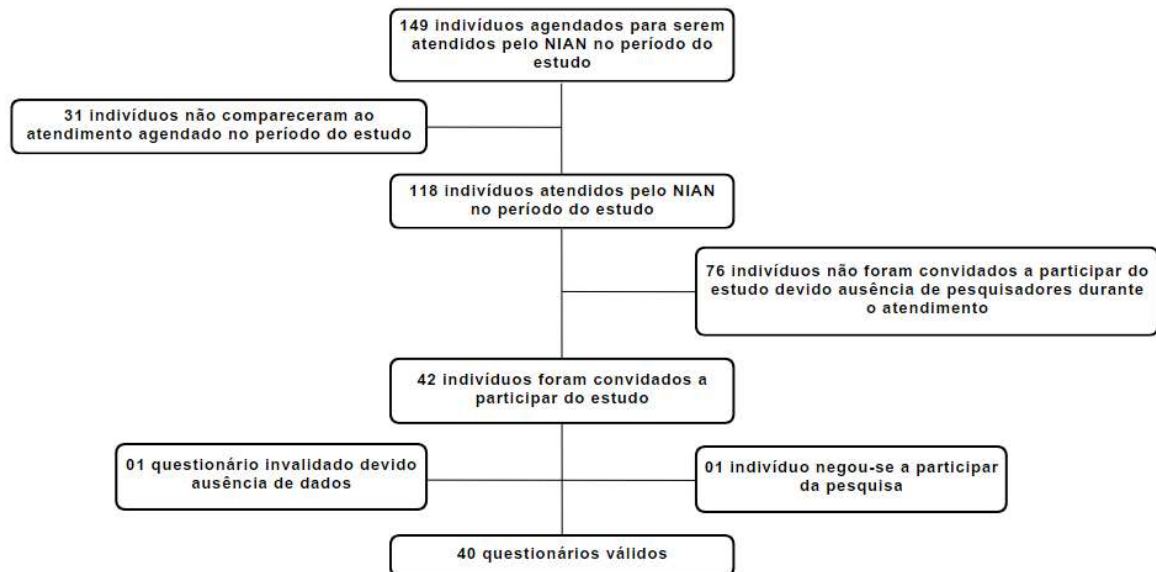 149 indivíduos agendados para serem
atendidos pelo NIAN no período do
estudo
31 indivíduos não compareceram ao
atendimento agendado no período do estudo
118 indivíduos atendidos pelo NIAN
no período do estudo
76 indivíduos não foram convidados a participar do
estudo devido ausência de pesquisadores durante
o atendimento
42 indivíduos foram convidados a
participar do estudo
01 questionário invalidado devido
ausência de dados
01 indivíduo negou-se a participar
da pesquisa
40 questionários válidos